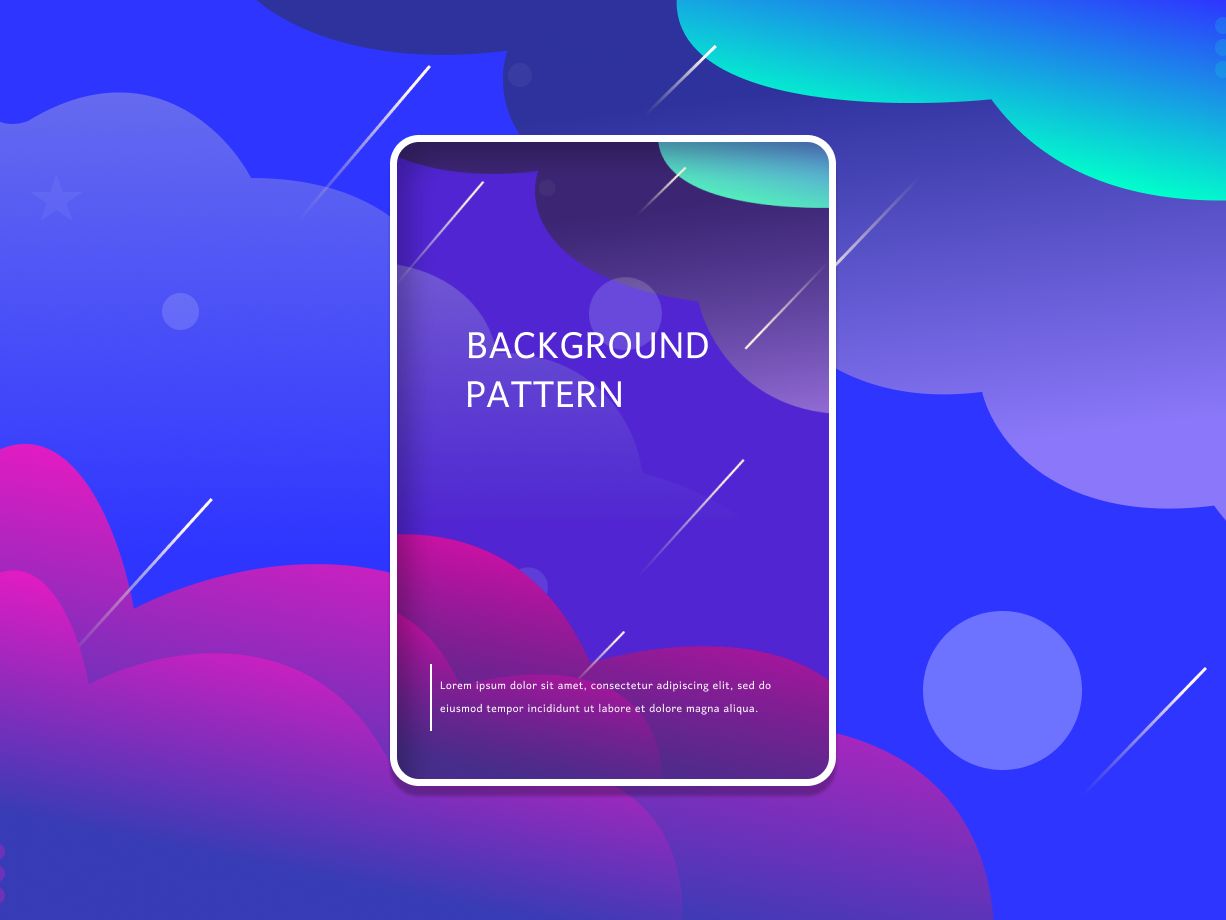 BACKGROUND
PATTERN
Lorem ipsum dolor sit amet, consectetur adipiscing elit, sed do
eiusmod tempor incididunt ut labore et dolore magna aliqua.